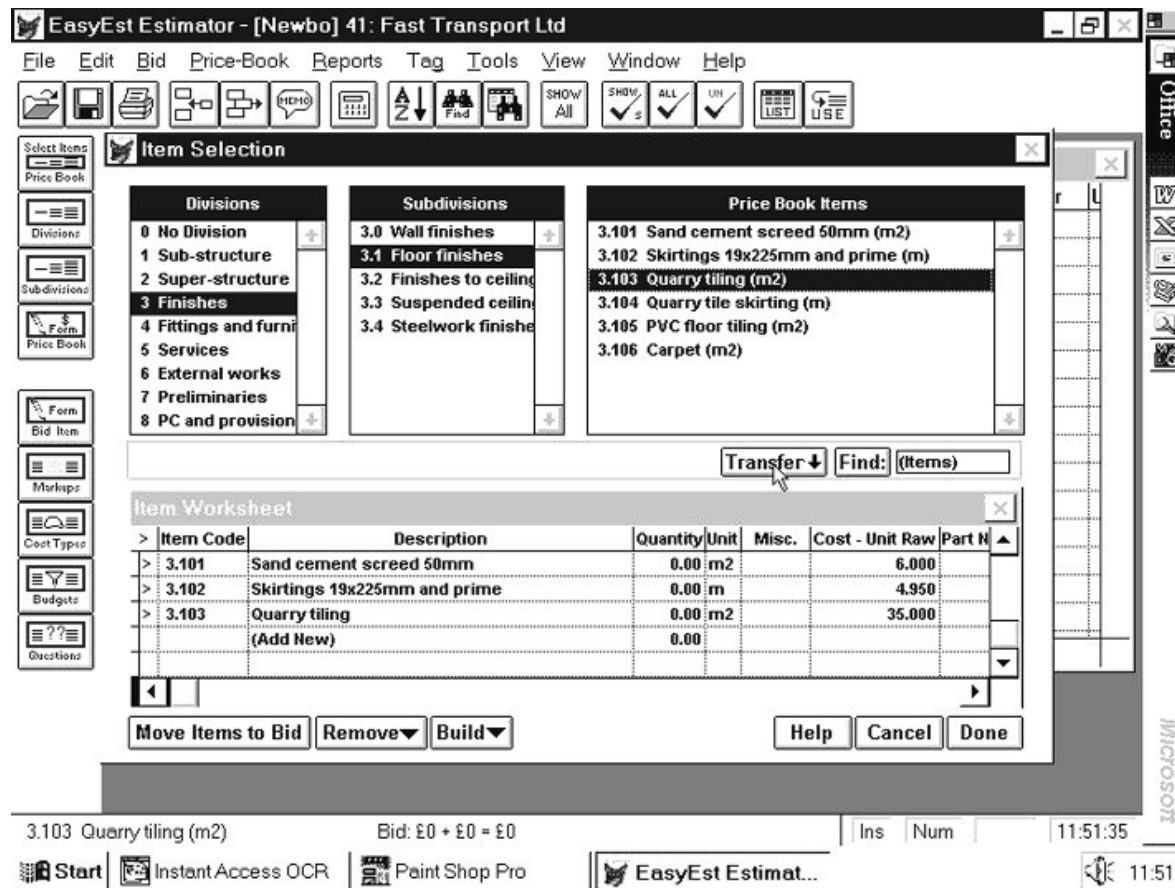 EasyEst Estimator - [Newbo] 41: Fast Transport Ltd
File Edit Bid Price-Book Reports Tag Tools View Window Help
MEMO A Z Find SHOW All SHOW s ALL UN LIST USE
Office
Select Items
Price Book
Divisions
Subdivisions
$ Form
Price Book
Form
Bid Item
Markups
Cost Types
Budgets
??
Questions
Item Selection
Divisions
0 No Division
1 Sub-structure
2 Super-structure
3 Finishes
4 Fittings and furni
5 Services
6 External works
7 Preliminaries
8 PC and provision
Subdivisions
3.0 Wall finishes
3.1 Floor finishes
3.2 Finishes to ceiling
3.3 Suspended ceiling
3.4 Steelwork finishe
Price Book Items
3.101 Sand cement screed 50mm (m2)
3.102 Skirtings 19x225mm and prime (m)
3.103 Quarry tiling (m2)
3.104 Quarry tile skirting (m)
3.105 PVC floor tiling (m2)
3.106 Carpet (m2)
r U
Transfer Find: (Items)
Item Worksheet
> Item Code Description Quantity Unit Misc. Cost - Unit Raw Part N
> 3.101 Sand cement screed 50mm 0.00 m2 6.000
> 3.102 Skirtings 19x225mm and prime 0.00 m 4.950
> 3.103 Quarry tiling 0.00 m2 35.000
(Add New) 0.00
Move Items to Bid Remove Build Help Cancel Done
Microsoft
3.103 Quarry tiling (m2) Bid: £0 + £0 = £0 Ins Num 11:51:35
Start Instant Access OCR Paint Shop Pro EasyEst Estimat... 11:51